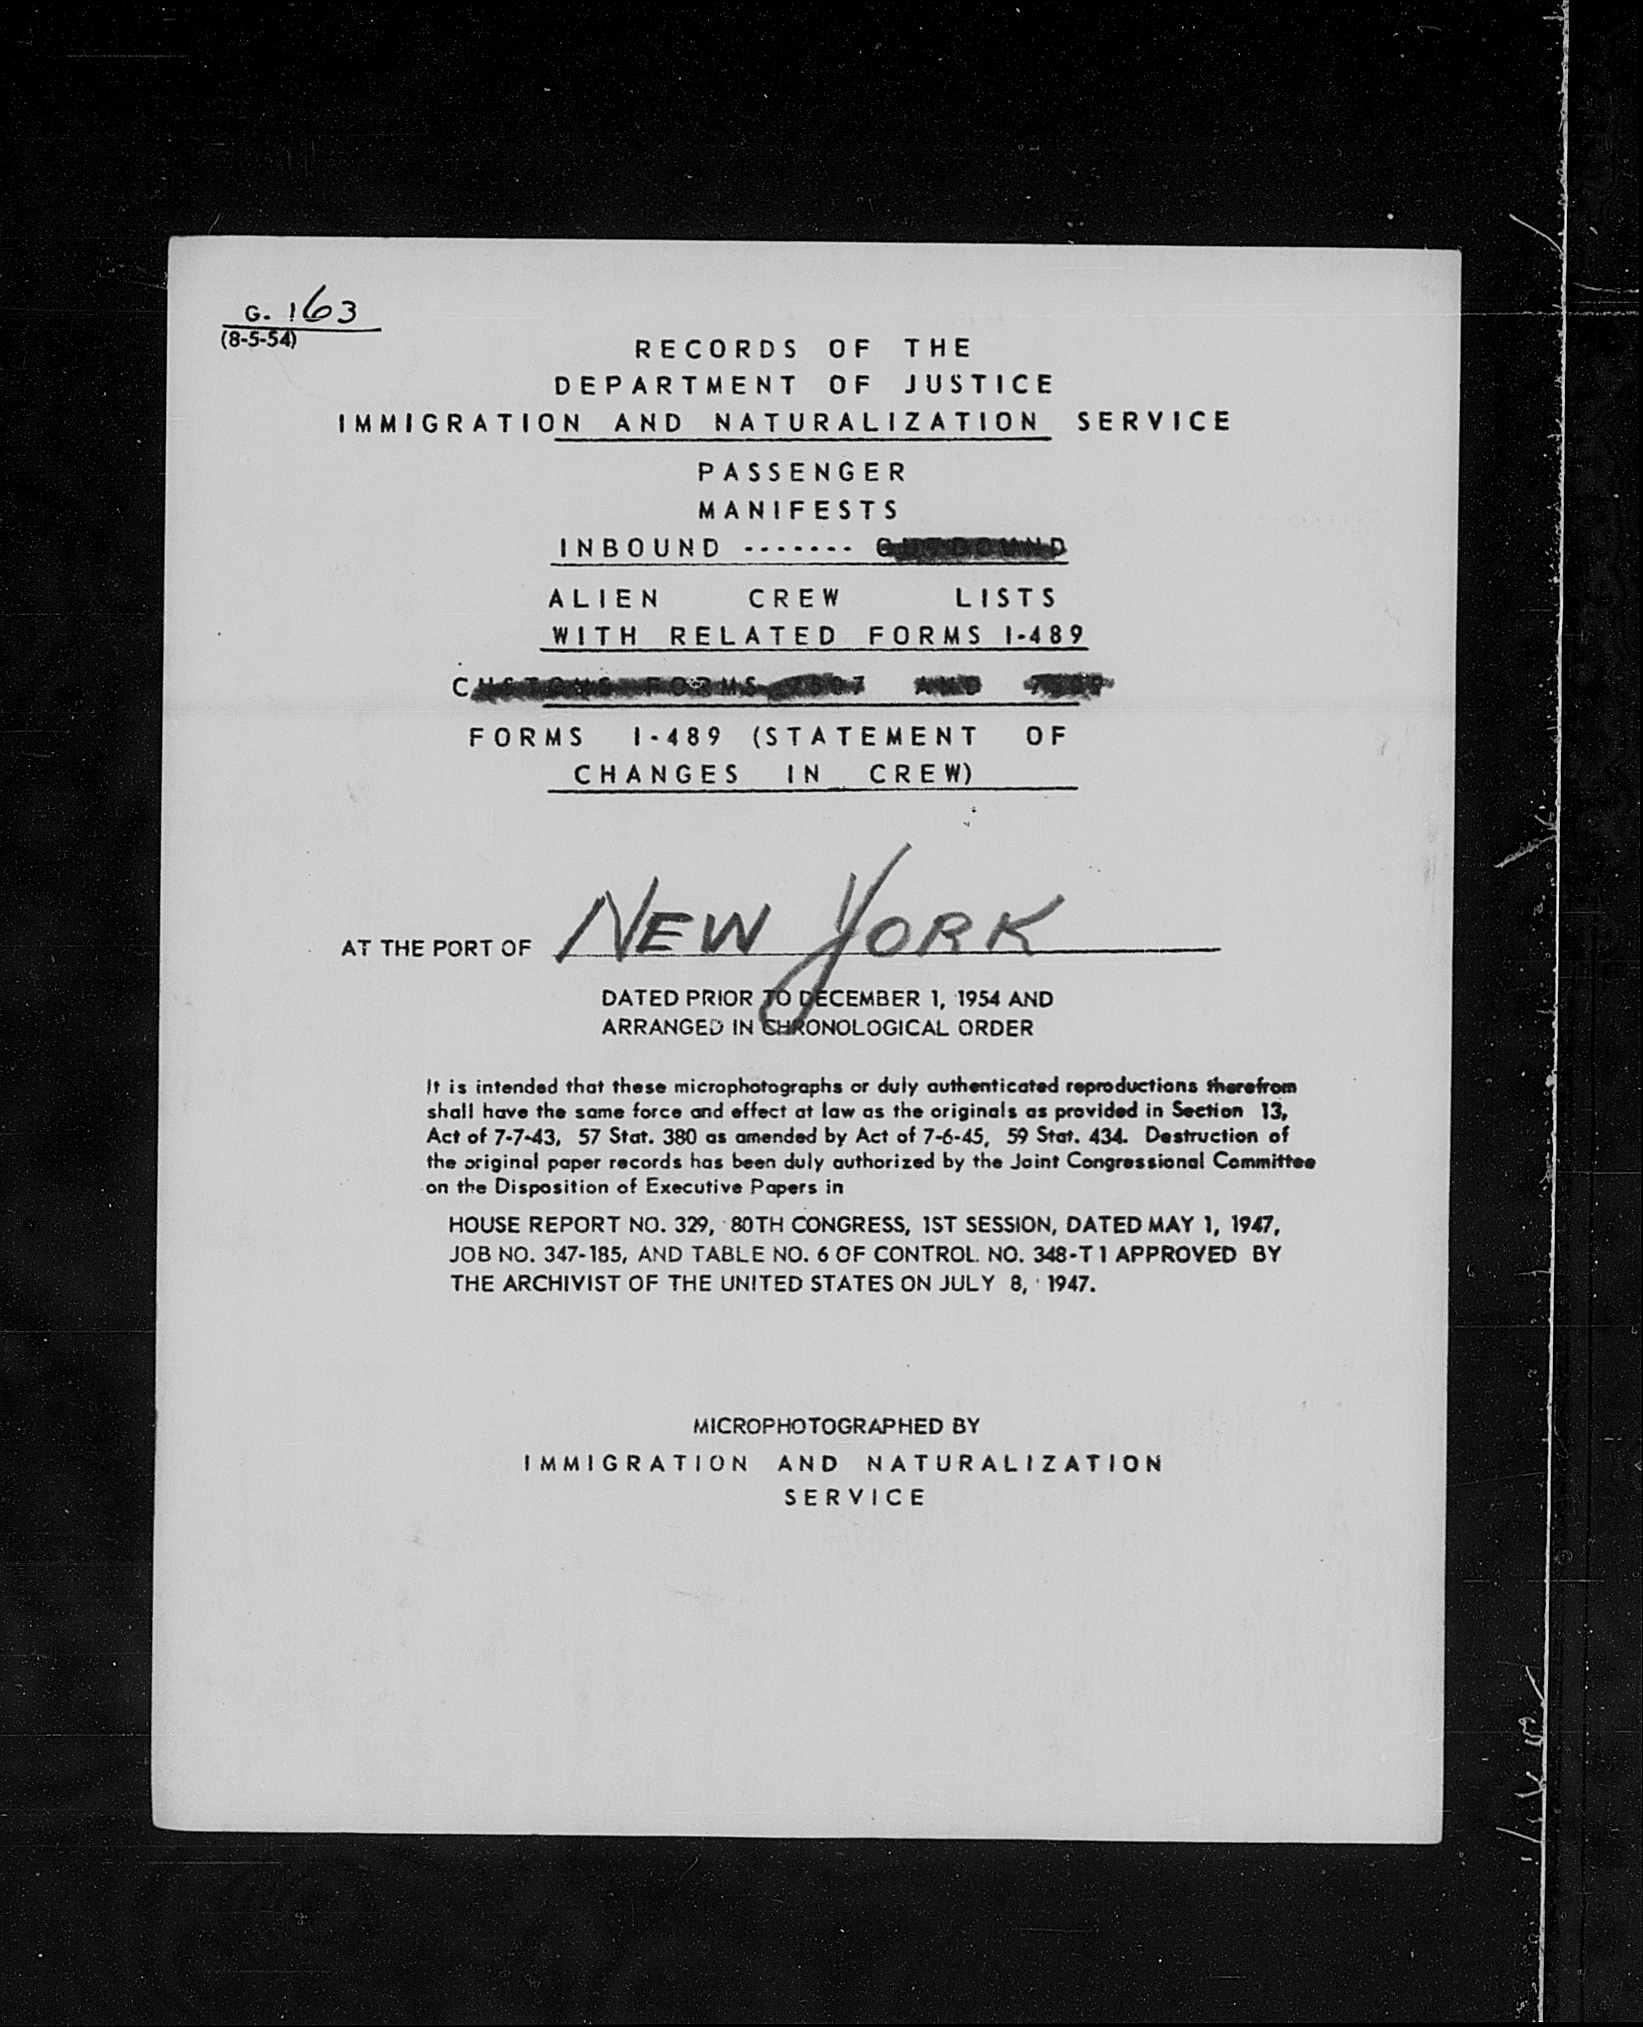 G. 163
(8-5-54)
RECORDS OF THE
DEPARTMENT OF JUSTICE
IMMIGRATION AND NATURALIZATION SERVICE
PASSENGER
MANIFESTS
INBOUND ------- OUTBOUND
ALIEN CREW LISTS
WITH RELATED FORMS I-489
CUSTOMS FORMS 7507 AND
FORMS I-489 (STATEMENT OF
CHANGES IN CREW)
AT THE PORT OF NEW YORK
DATED PRIOR TO DECEMBER 1, 1954 AND
ARRANGED IN CHRONOLOGICAL ORDER
It is intended that these microphotographs or duly authenticated reproductions therefrom
shall have the same force and effect at law as the originals as provided in Section 13,
Act of 7-7-43, 57 Stat. 380 as amended by Act of 7-6-45, 59 Stat. 434. Destruction of
the original paper records has been duly authorized by the Joint Congressional Committee
on the Disposition of Executive Papers in
HOUSE REPORT NO. 329, 80TH CONGRESS, 1ST SESSION, DATED MAY 1, 1947,
JOB NO. 347-185, AND TABLE NO. 6 OF CONTROL NO. 348-T1 APPROVED BY
THE ARCHIVIST OF THE UNITED STATES ON JULY 8, 1947.
MICROPHOTOGRAPHED BY
IMMIGRATION AND NATURALIZATION
SERVICE